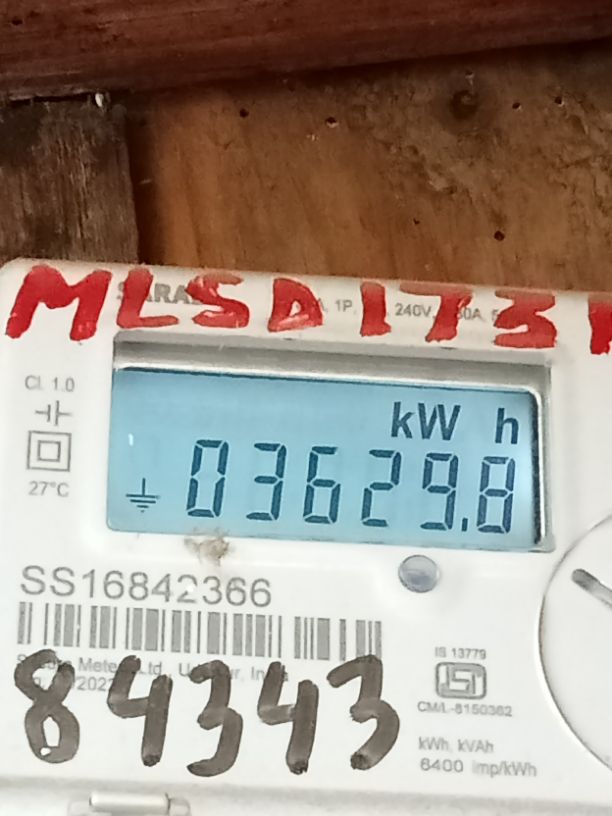 MLSD173
1P, 240V,
Cl. 1.0
27°C
kW h
03629.8
SS16842366
84343
IS 13779
ISI
CM/L-8150362
kWh, kVAh
6400 imp/kWh